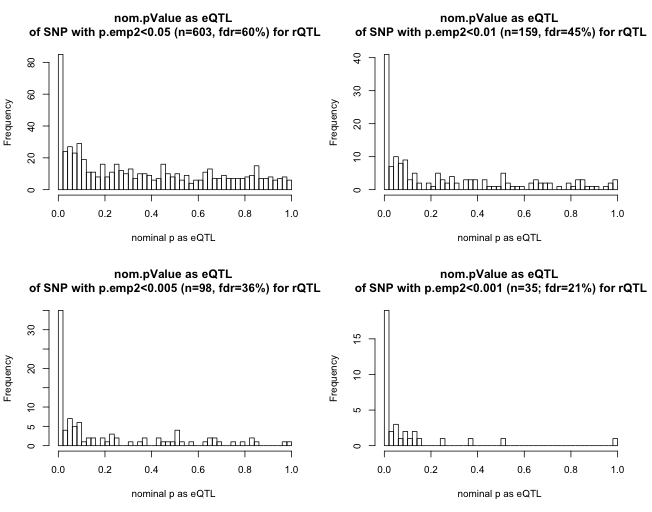 nom.pValue as eQTL
of SNP with p.emp2<0.05 (n=603, fdr=60%) for rQTL
Frequency
80
60
40
20
0
0.0 0.2 0.4 0.6 0.8 1.0
nominal p as eQTL
nom.pValue as eQTL
of SNP with p.emp2<0.01 (n=159, fdr=45%) for rQTL
Frequency
40
30
20
10
0
0.0 0.2 0.4 0.6 0.8 1.0
nominal p as eQTL
nom.pValue as eQTL
of SNP with p.emp2<0.005 (n=98, fdr=36%) for rQTL
Frequency
30
20
10
5
0
0.0 0.2 0.4 0.6 0.8 1.0
nominal p as eQTL
nom.pValue as eQTL
of SNP with p.emp2<0.001 (n=35; fdr=21%) for rQTL
Frequency
15
10
5
0
0.0 0.2 0.4 0.6 0.8 1.0
nominal p as eQTL